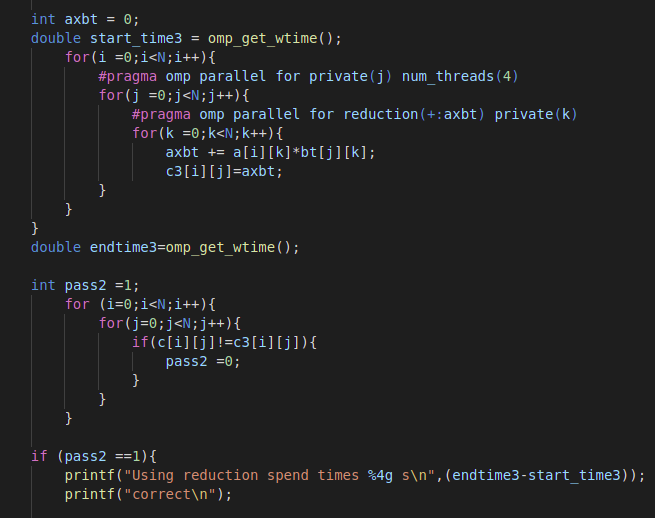 int axbt = 0;
double start_time3 = omp_get_wtime();
    for(i =0;i<N;i++){
        #pragma omp parallel for private(j) num_threads(4)
        for(j =0;j<N;j++){
            #pragma omp parallel for reduction(+:axbt) private(k)
            for(k =0;k<N;k++){
                axbt += a[i][k]*bt[j][k];
                c3[i][j]=axbt;
        }
    }
}
double endtime3=omp_get_wtime();

int pass2 =1;
    for (i=0;i<N;i++){
        for(j=0;j<N;j++){
            if(c[i][j]!=c3[i][j]){
                pass2 =0;
            }
        }
    }

if (pass2 ==1){
    printf("Using reduction spend times %4g s\n",(endtime3-start_time3));
    printf("correct\n");